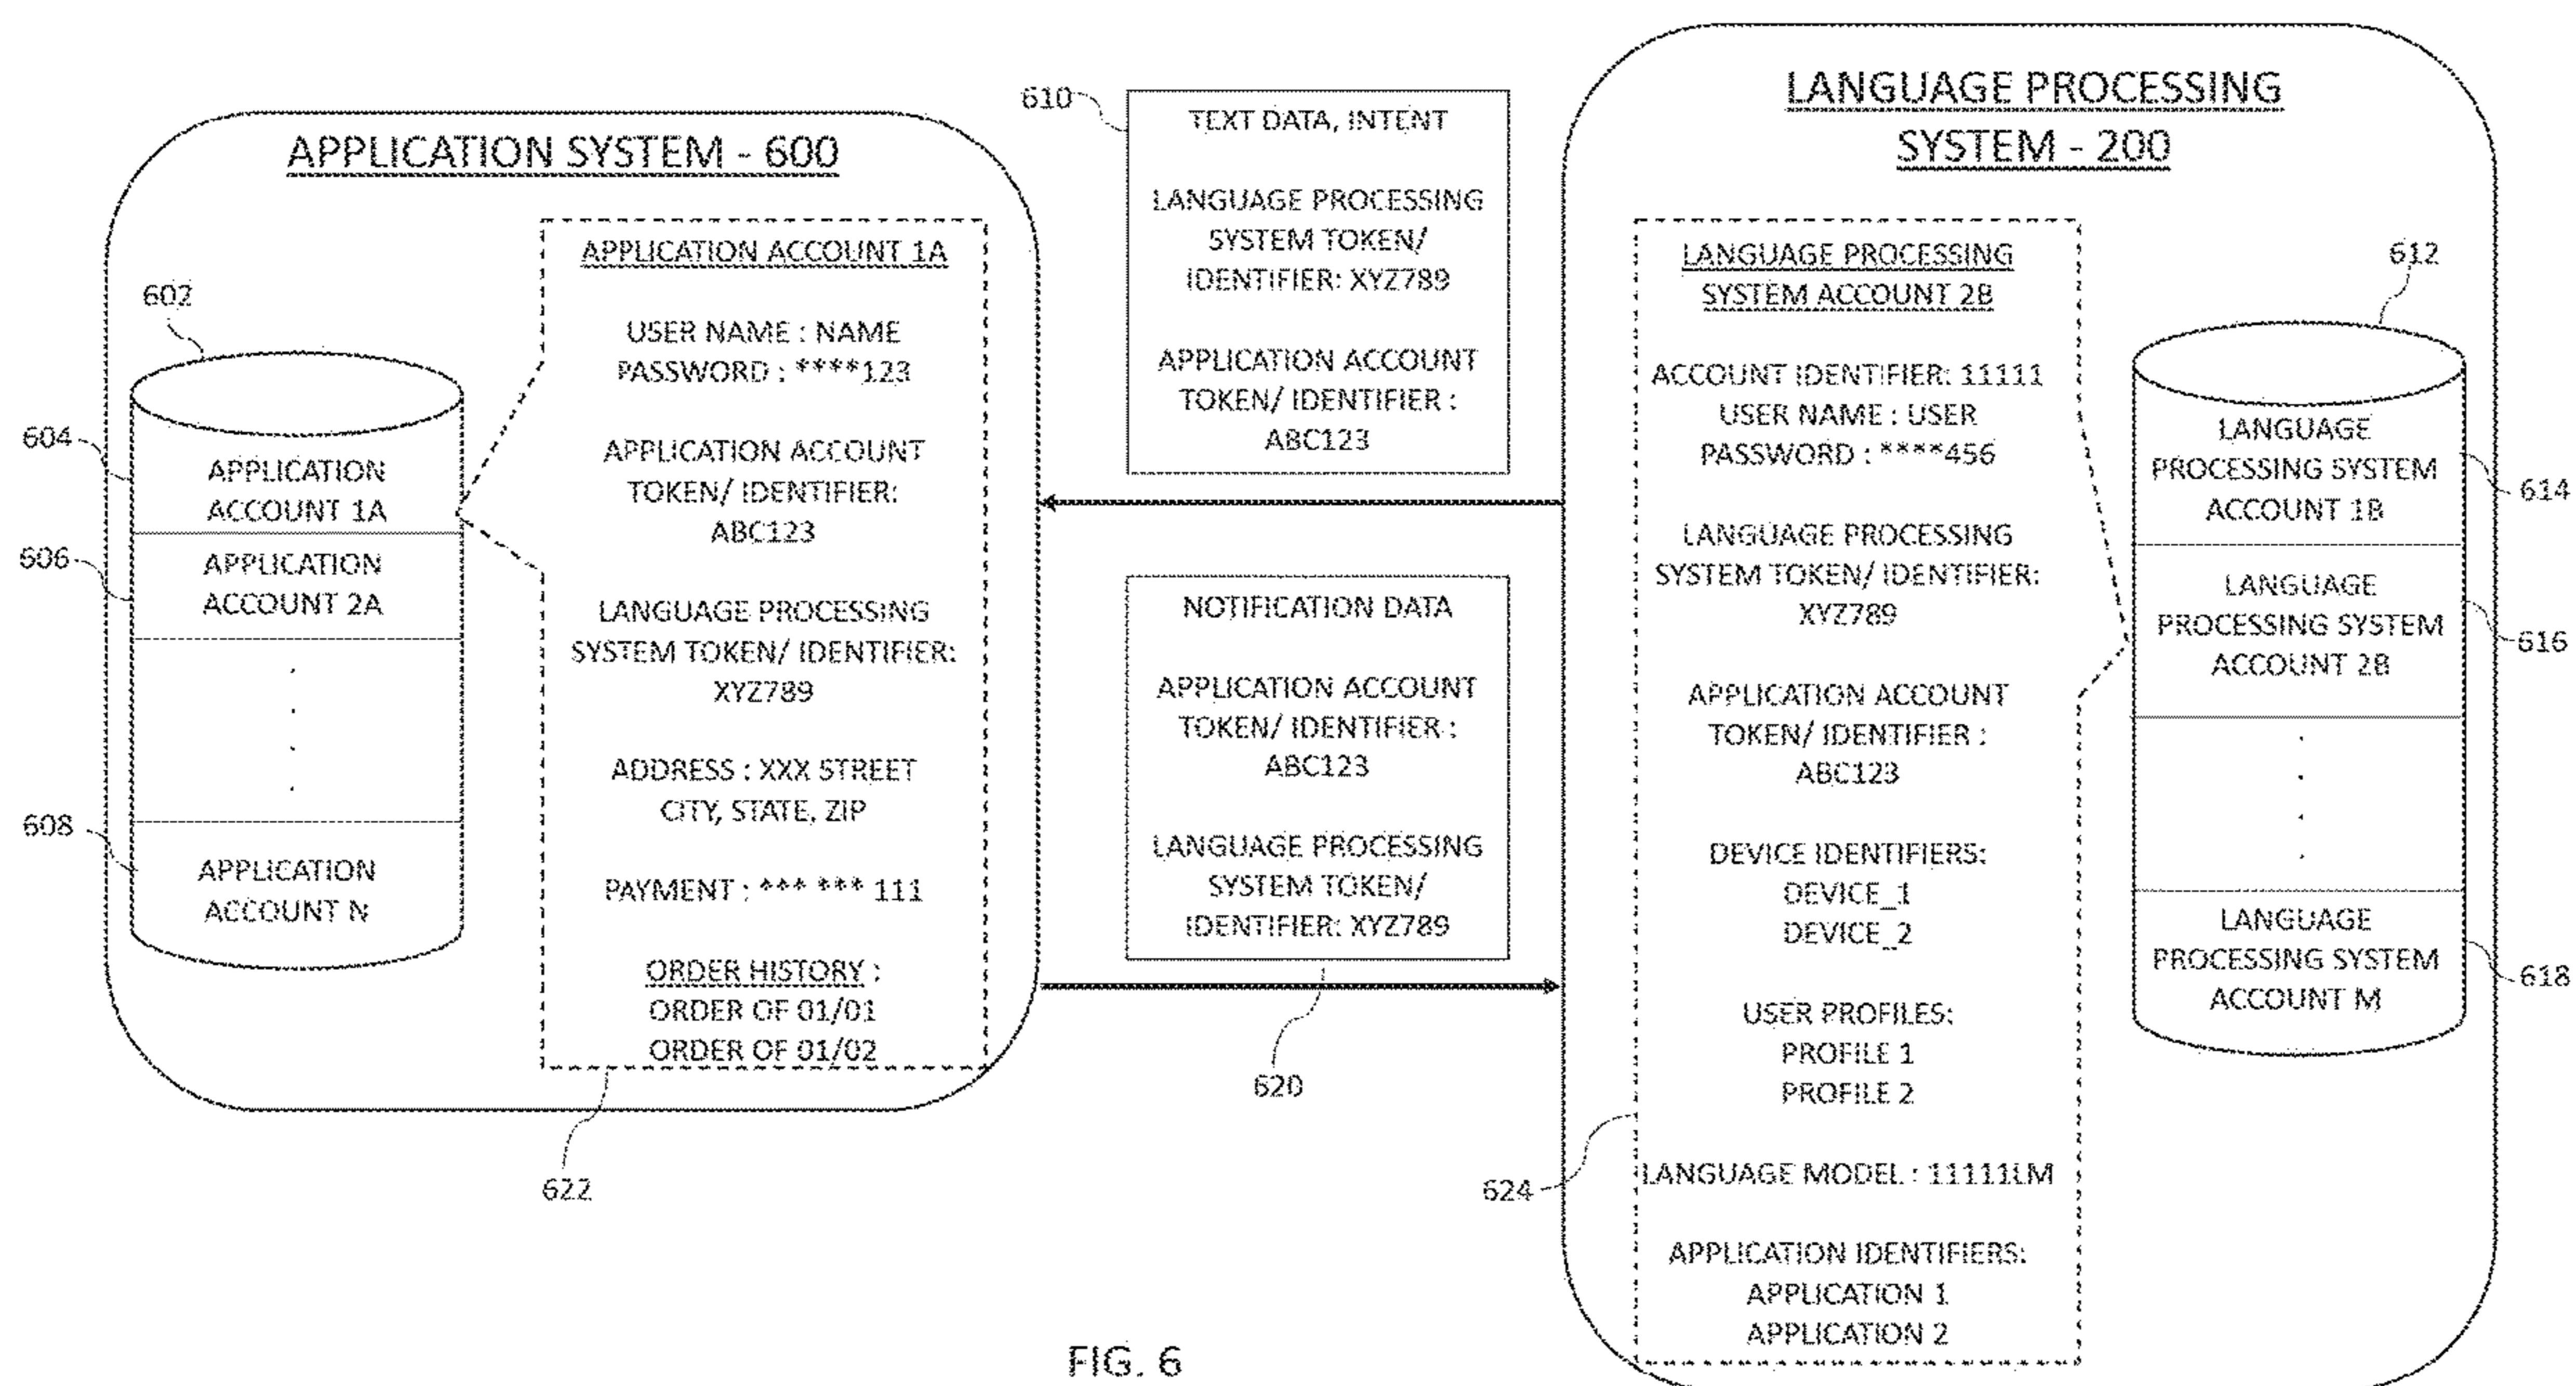 APPLICATION SYSTEM - 600
602
604
606
608
APPLICATION
ACCOUNT 1A
APPLICATION
ACCOUNT 2A
APPLICATION
ACCOUNT N
APPLICATION ACCOUNT 1A
USER NAME : NAME
PASSWORD : ****123
APPLICATION ACCOUNT
TOKEN/ IDENTIFIER:
ABC123
LANGUAGE PROCESSING
SYSTEM TOKEN/ IDENTIFIER:
XYZ789
ADDRESS : XXX STREET
CITY, STATE, ZIP
PAYMENT : *** *** 111
ORDER HISTORY :
ORDER OF 01/01
ORDER OF 01/02
622
610
TEXT DATA, INTENT
LANGUAGE PROCESSING
SYSTEM TOKEN/
IDENTIFIER: XYZ789
APPLICATION ACCOUNT
TOKEN/ IDENTIFIER :
ABC123
NOTIFICATION DATA
APPLICATION ACCOUNT
TOKEN/ IDENTIFIER :
ABC123
LANGUAGE PROCESSING
SYSTEM TOKEN/
IDENTIFIER: XYZ789
620
LANGUAGE PROCESSING
SYSTEM - 200
LANGUAGE PROCESSING
SYSTEM ACCOUNT 2B
ACCOUNT IDENTIFIER: 11111
USER NAME : USER
PASSWORD : ****456
LANGUAGE PROCESSING
SYSTEM TOKEN/ IDENTIFIER:
XYZ789
APPLICATION ACCOUNT
TOKEN/ IDENTIFIER :
ABC123
DEVICE IDENTIFIERS:
DEVICE_1
DEVICE_2
USER PROFILES:
PROFILE 1
PROFILE 2
LANGUAGE MODEL : 11111LM
APPLICATION IDENTIFIERS:
APPLICATION 1
APPLICATION 2
624
612
LANGUAGE
PROCESSING SYSTEM
ACCOUNT 1B
614
LANGUAGE
PROCESSING SYSTEM
ACCOUNT 2B
616
LANGUAGE
PROCESSING SYSTEM
ACCOUNT M
618
FIG. 6